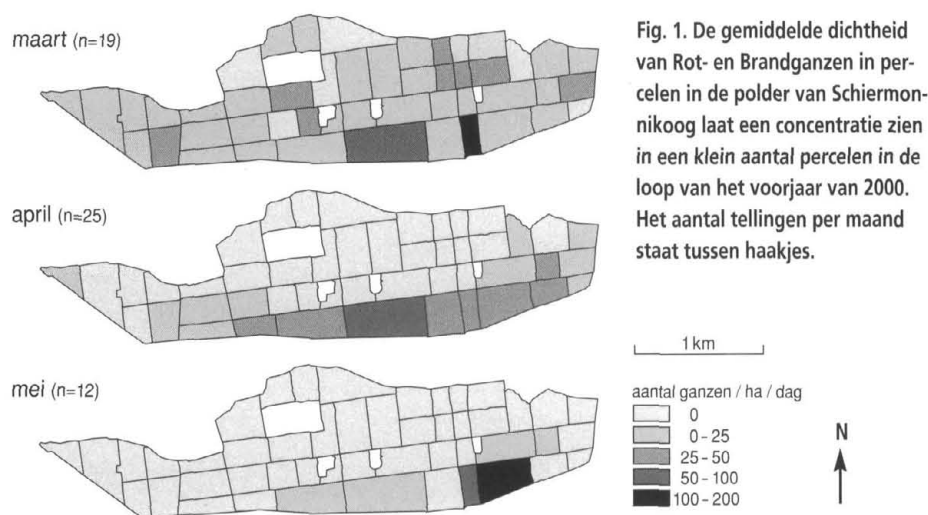 maart (n=19)
april (n=25)
mei (n=12)
Fig. 1. De gemiddelde dichtheid
van Rot- en Brandganzen in per-
celen in de polder van Schiermon-
nikoog laat een concentratie zien
in een klein aantal percelen in de
loop van het voorjaar van 2000.
Het aantal tellingen per maand
staat tussen haakjes.
1 km
aantal ganzen / ha / dag
0
0 - 25
25 - 50
50 - 100
100 - 200
N